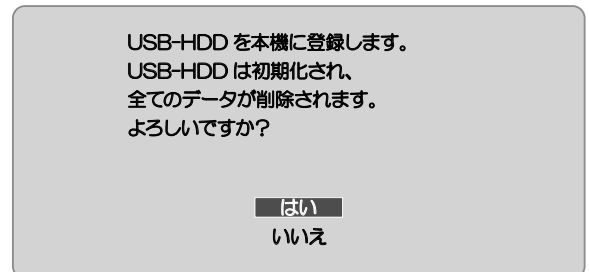 USB-HDD を本機に登録します。
USB-HDD は初期化され、
全てのデータが削除されます。
よろしいですか？
はい
いいえ